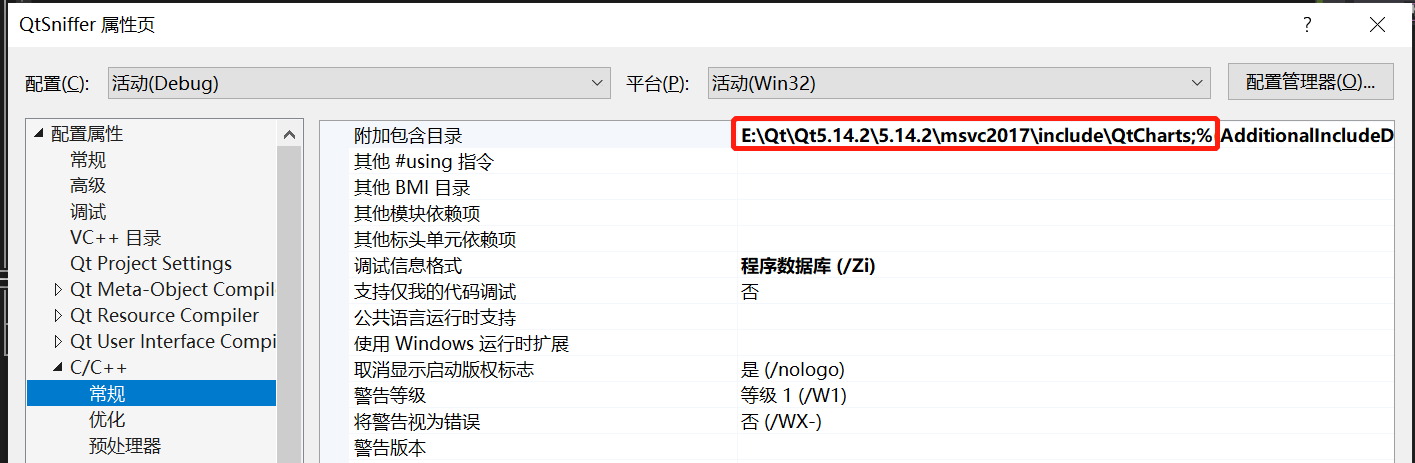 QtSniffer 属性页
配置(C): 活动(Debug) 平台(P): 活动(Win32) 配置管理器(O)...
配置属性
常规
高级
调试
VC++ 目录
Qt Project Settings
Qt Meta-Object Compil
Qt Resource Compiler
Qt User Interface Compi
C/C++
常规
优化
预处理器
附加包含目录 E:\Qt\Qt5.14.2\5.14.2\msvc2017\include\QtCharts;%(AdditionalIncludeD
其他 #using 指令
其他 BMI 目录
其他模块依赖项
其他标头单元依赖项
调试信息格式 程序数据库 (/Zi)
支持仅我的代码调试 否
公共语言运行时支持
使用 Windows 运行时扩展
取消显示启动版权标志 是 (/nologo)
警告等级 等级 1 (/W1)
将警告视为错误 否 (/WX-)
警告版本